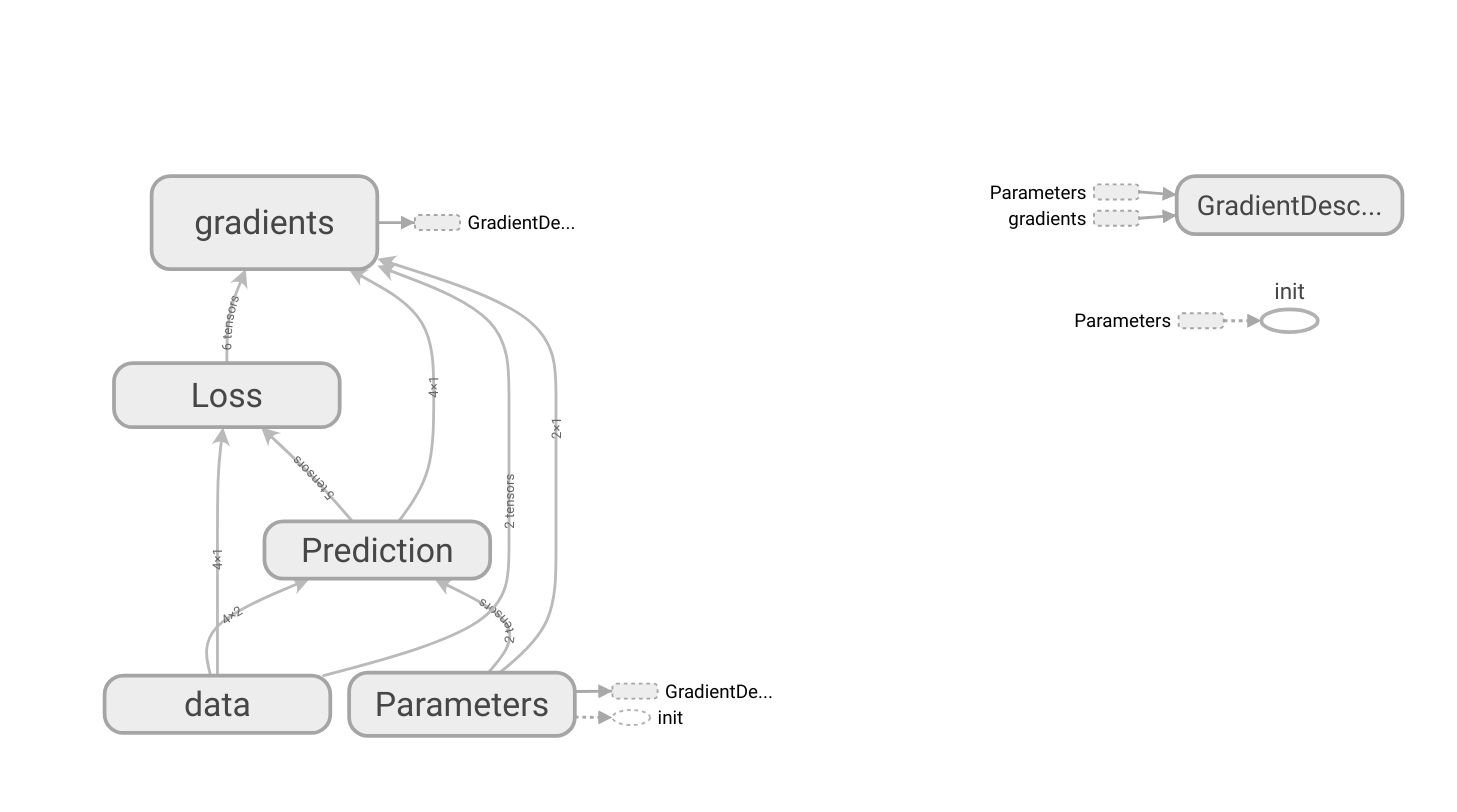 gradients
GradientDe...
6 tensors
Loss
4×1
5 tensors
4×1
2 tensors
2×1
Prediction
4×2
2 tensors
data
Parameters
GradientDe...
init
Parameters
gradients
GradientDesc...
init
Parameters